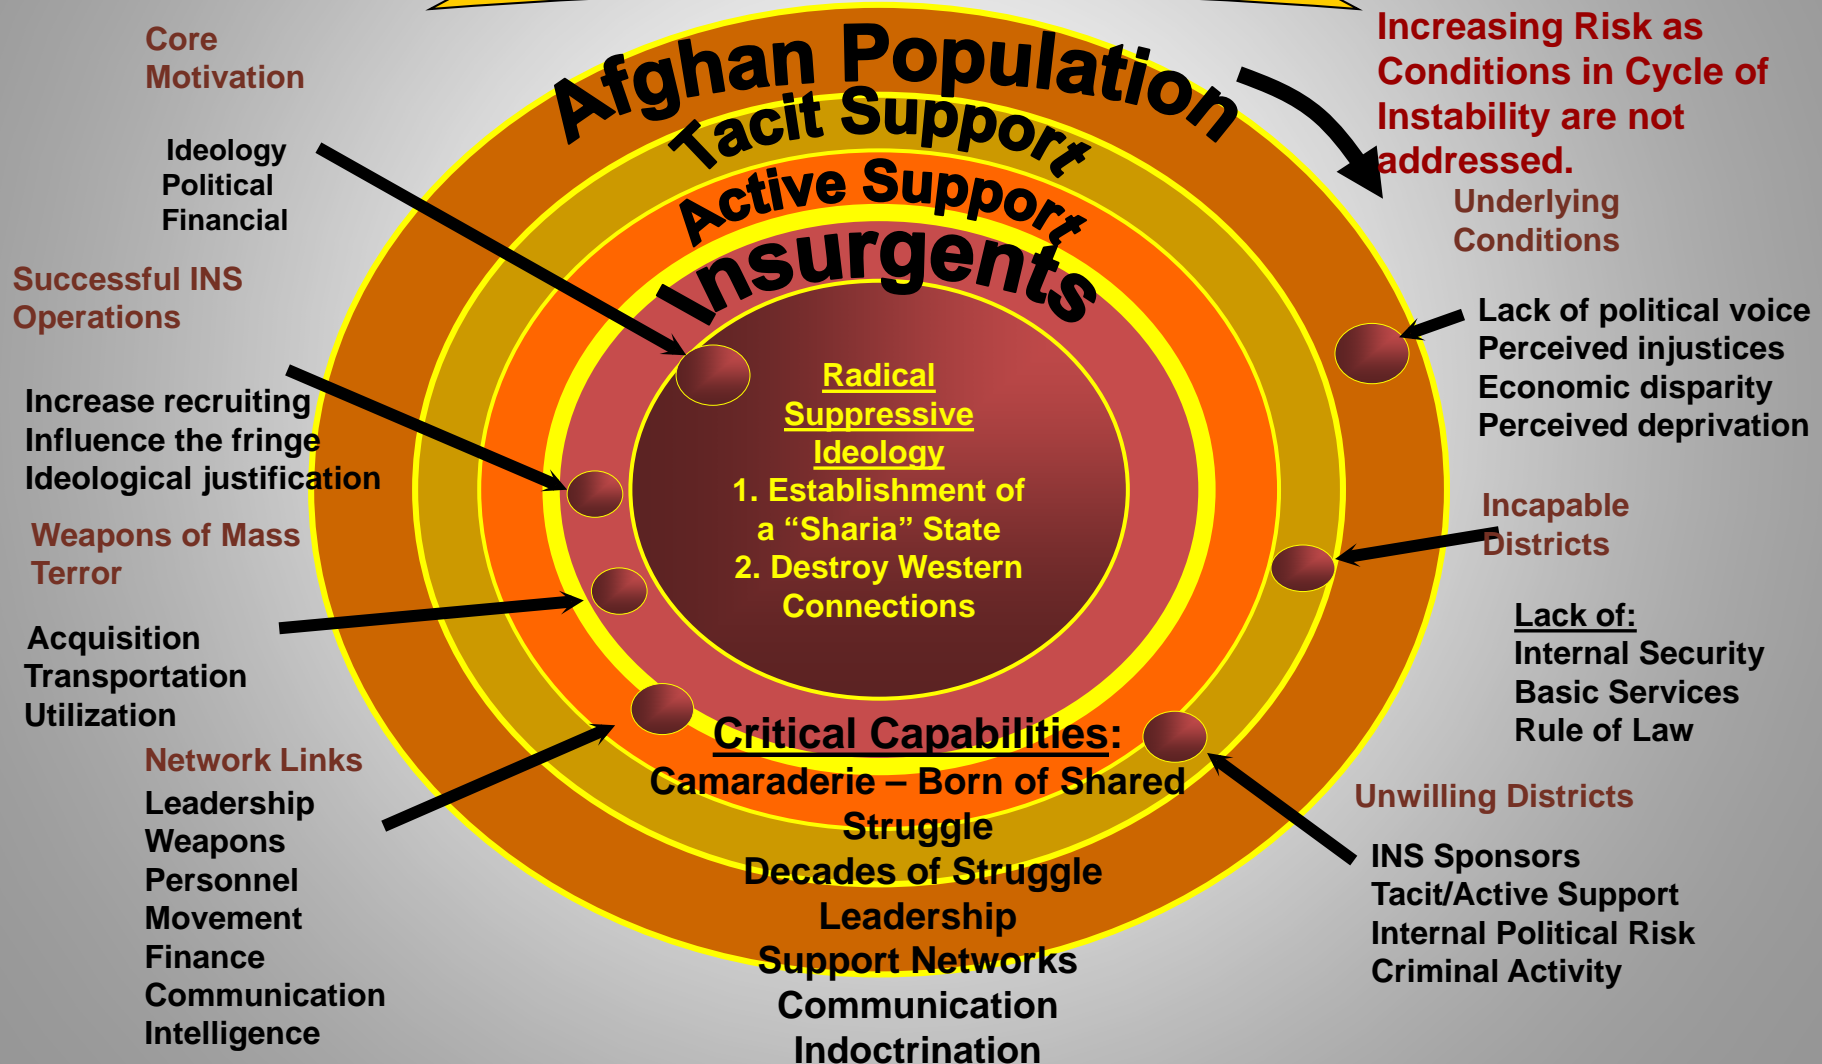 Core
Motivation
Ideology
Political
Financial
Successful INS
Operations
Increase recruiting
Influence the fringe
Ideological justification
Weapons of Mass
Terror
Acquisition
Transportation
Utilization
Network Links
Leadership
Weapons
Personnel
Movement
Finance
Communication
Intelligence
Afghan Population
Tacit Support
Active Support
Insurgents
Radical
Suppressive
Ideology
1. Establishment of
a “Sharia” State
2. Destroy Western
Connections
Critical Capabilities:
Camaraderie – Born of Shared
Struggle
Decades of Struggle
Leadership
Support Networks
Communication
Indoctrination
Increasing Risk as
Conditions in Cycle of
Instability are not
addressed.
Underlying
Conditions
Lack of political voice
Perceived injustices
Economic disparity
Perceived deprivation
Incapable
Districts
Lack of:
Internal Security
Basic Services
Rule of Law
Unwilling Districts
INS Sponsors
Tacit/Active Support
Internal Political Risk
Criminal Activity